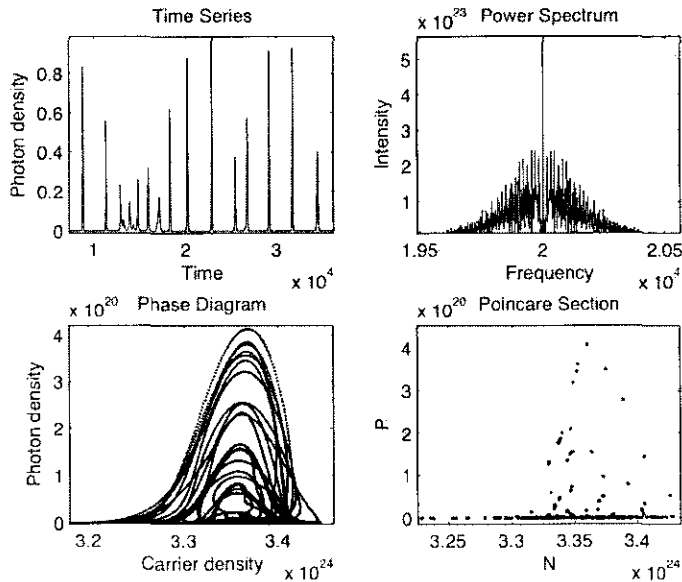 Time Series
Photon density
0.8
0.6
0.4
0.2
0
1
2
3
Time
x 10^4
x 10^23
Power Spectrum
Intensity
5
4
3
2
1
1.95
2
2.05
Frequency
x 10^4
x 10^20
Phase Diagram
Photon density
4
3
2
1
0
3.2
3.3
3.4
Carrier density
x 10^24
x 10^20
Poincare Section
P
4
3
2
1
0
3.25
3.3
3.35
3.4
N
x 10^24